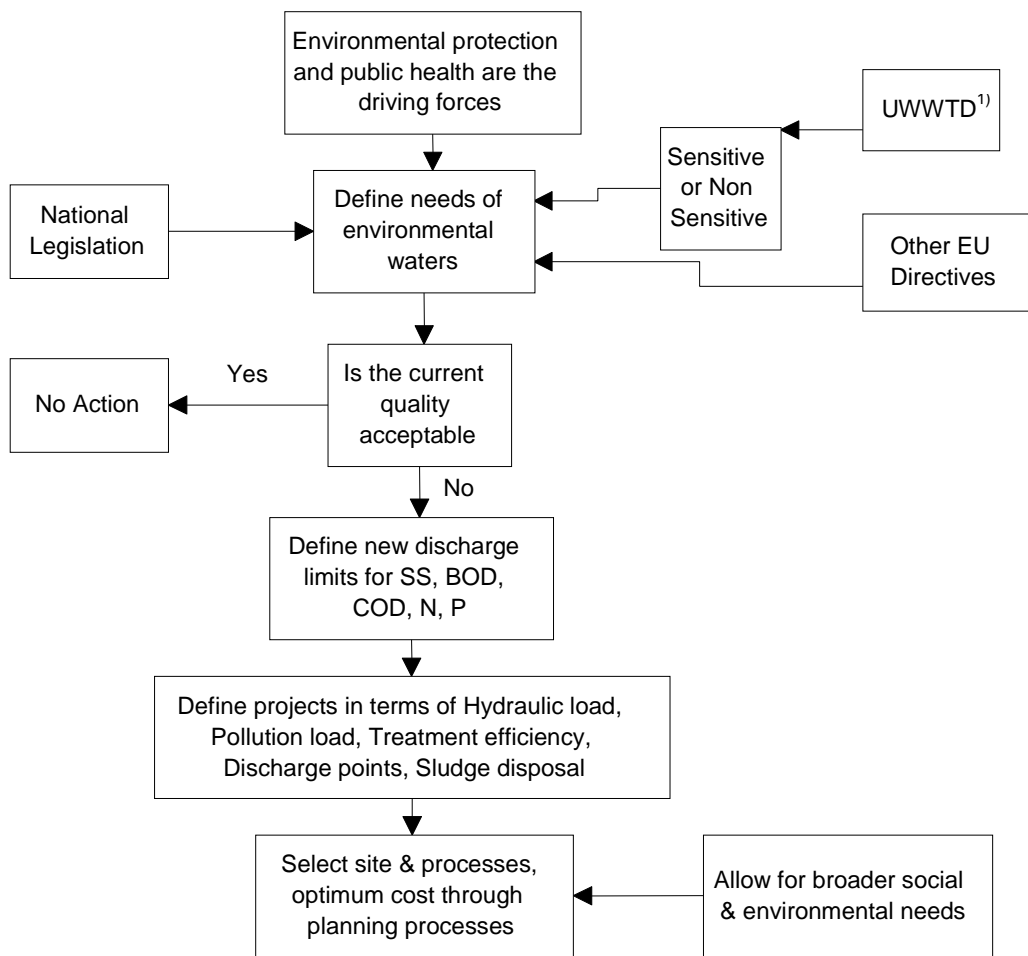 Environmental protection
and public health are the
driving forces
UWWTD1)
Sensitive
or Non
Sensitive
National
Legislation
Define needs of
environmental
waters
Other EU
Directives
No Action
Yes
Is the current
quality
acceptable
No
Define new discharge
limits for SS, BOD,
COD, N, P
Define projects in terms of Hydraulic load,
Pollution load, Treatment efficiency,
Discharge points, Sludge disposal
Select site & processes,
optimum cost through
planning processes
Allow for broader social
& environmental needs